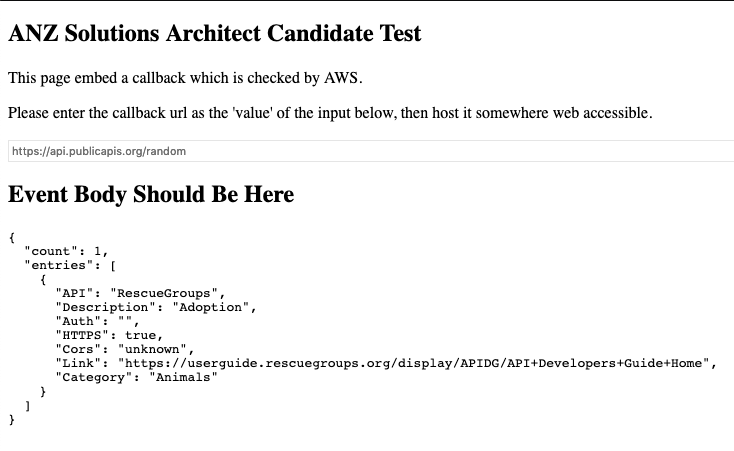 ANZ Solutions Architect Candidate Test
This page embed a callback which is checked by AWS.
Please enter the callback url as the 'value' of the input below, then host it somewhere web accessible.
https://api.publicapis.org/random
Event Body Should Be Here
{
  "count": 1,
  "entries": [
    {
      "API": "RescueGroups",
      "Description": "Adoption",
      "Auth": "",
      "HTTPS": true,
      "Cors": "unknown",
      "Link": "https://userguide.rescuegroups.org/display/APIDG/API+Developers+Guide+Home",
      "Category": "Animals"
    }
  ]
}